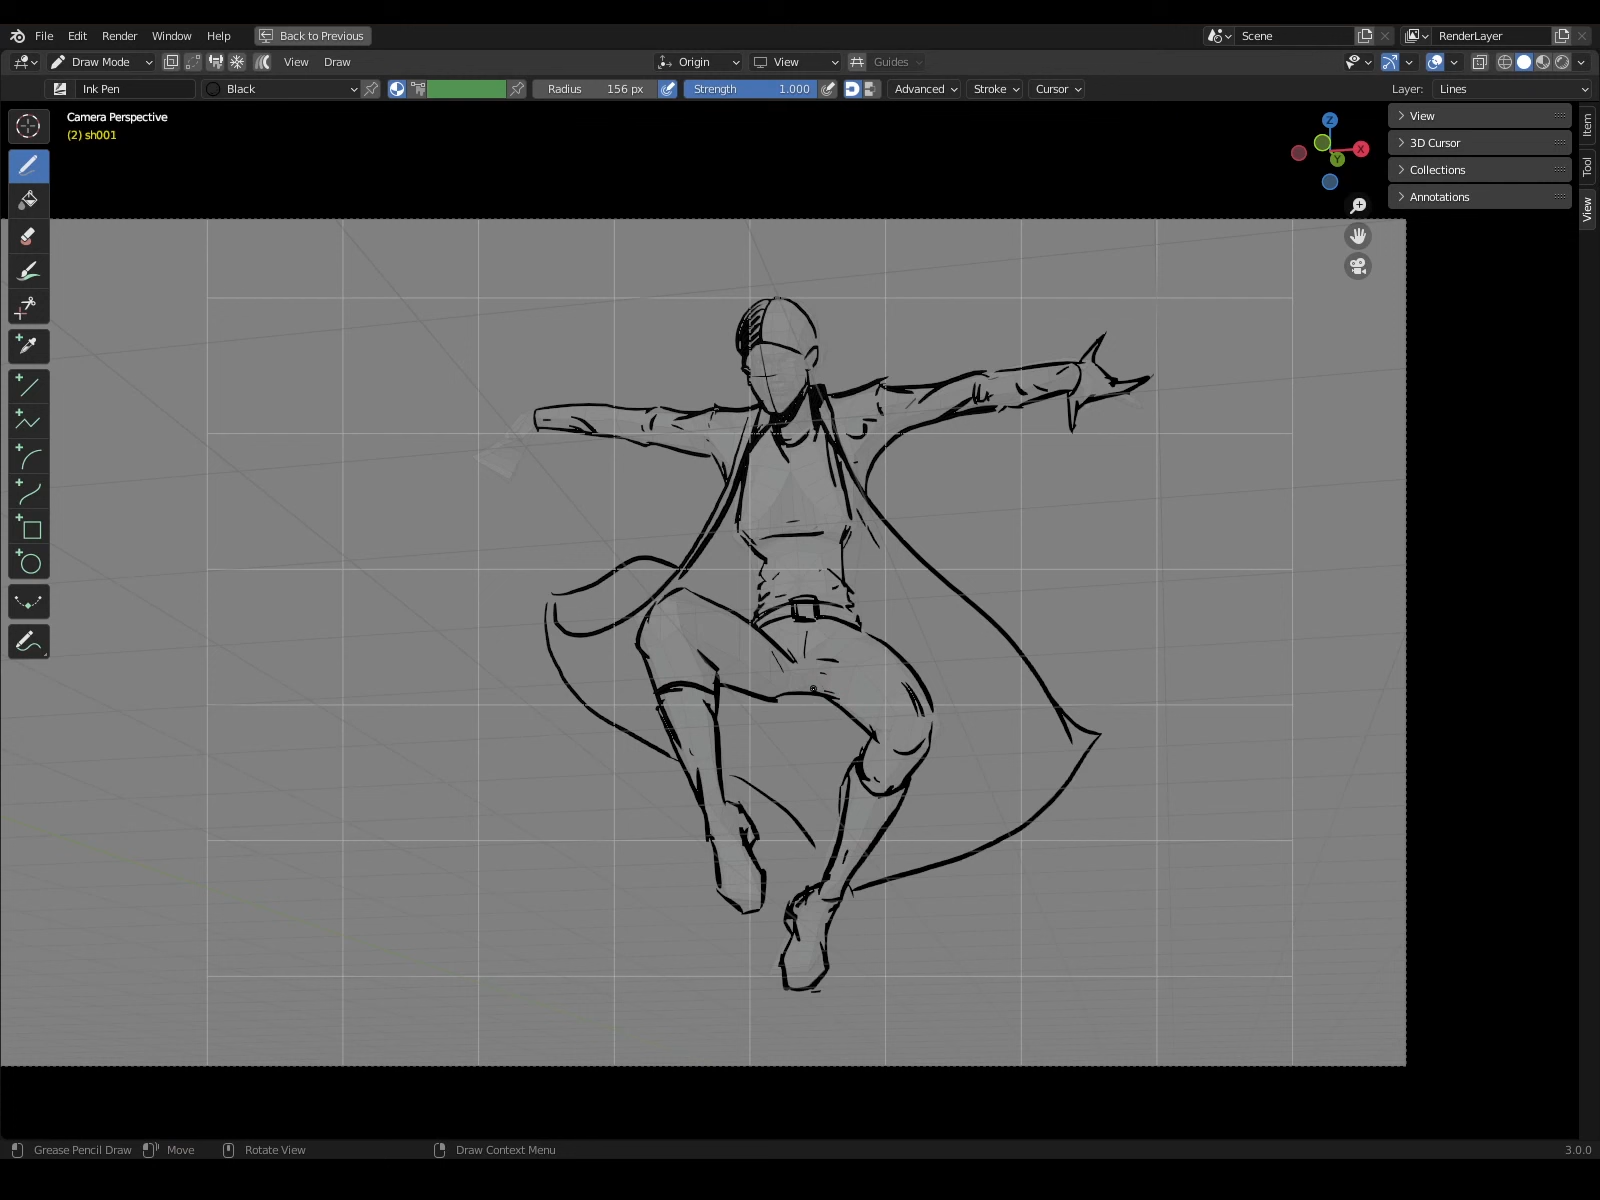 File Edit Render Window Help Back to Previous Scene RenderLayer
Draw Mode View Draw Origin View Guides
Ink Pen Black Radius 156 px Strength 1.000 Advanced Stroke Cursor Layer: Lines
Camera Perspective
(2) sh001
Z
X
Y
View
3D Cursor
Collections
Annotations
Item
Tool
View
Grease Pencil Draw Move Rotate View Draw Context Menu 3.0.0